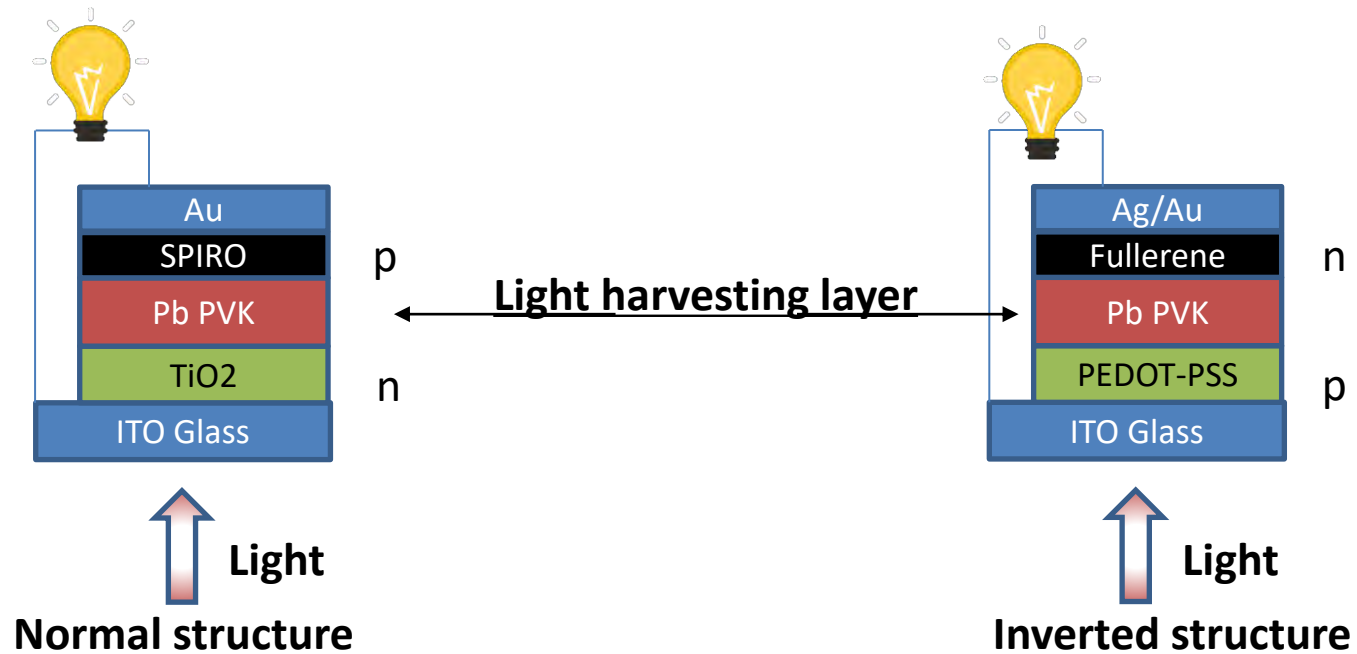 Au
SPIRO
p
Pb PVK
TiO2
n
ITO Glass
Light
Normal structure
Light harvesting layer
Ag/Au
Fullerene
n
Pb PVK
PEDOT-PSS
p
ITO Glass
Light
Inverted structure